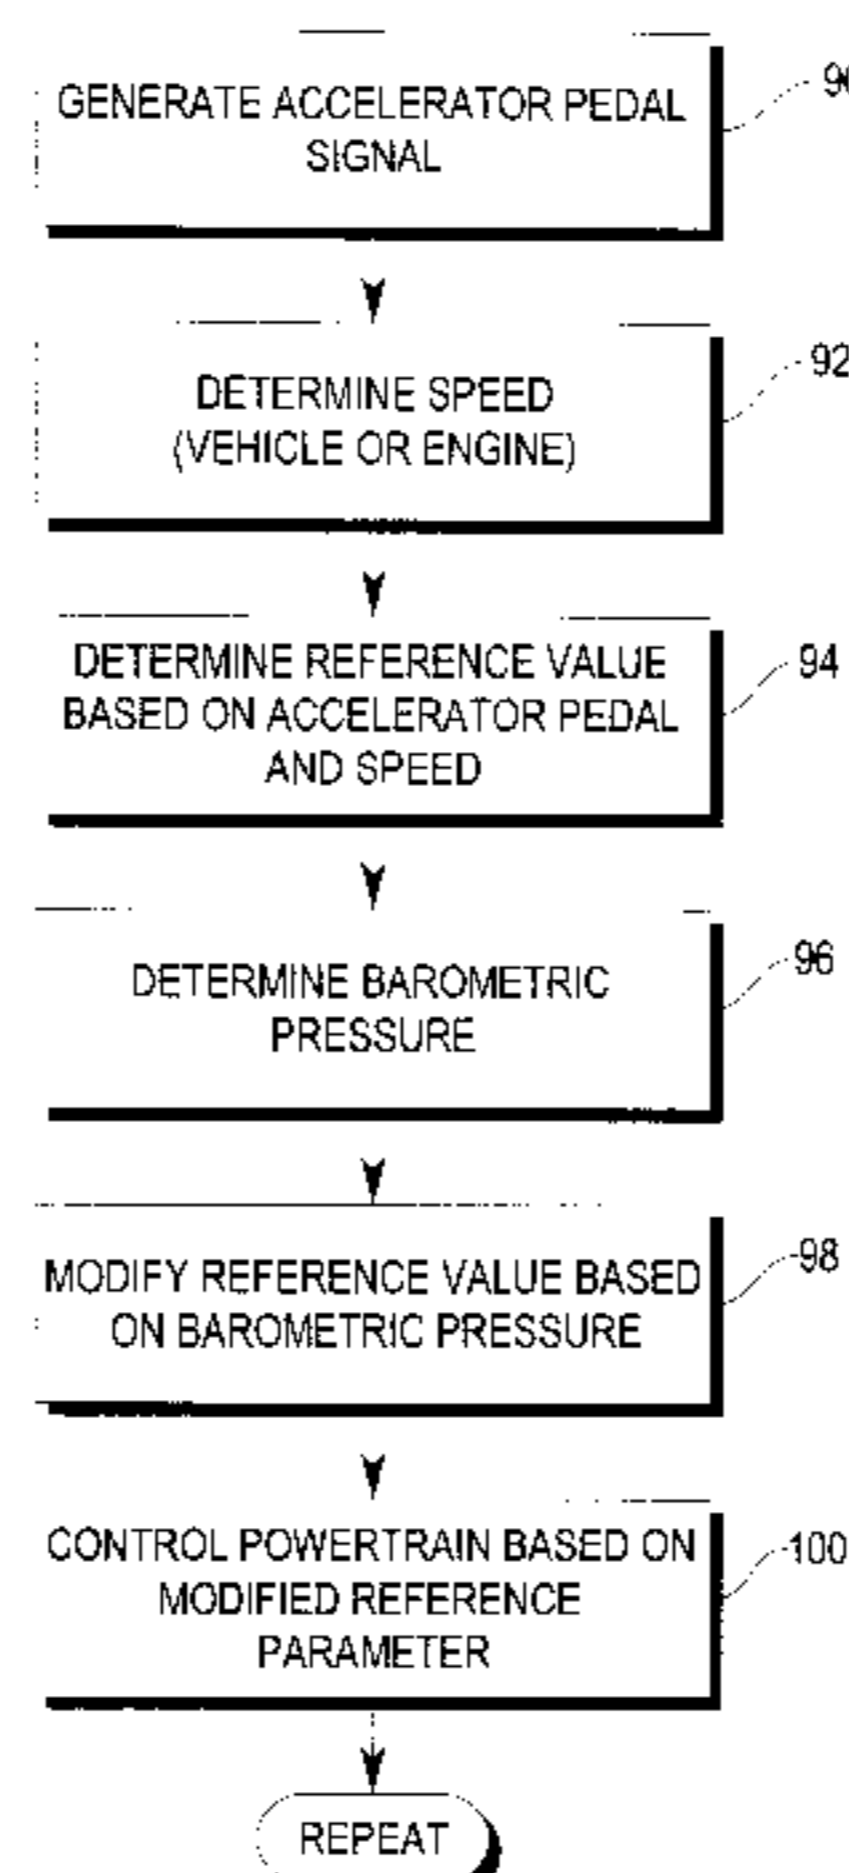 GENERATE ACCELERATOR PEDAL
SIGNAL
DETERMINE SPEED
(VEHICLE OR ENGINE)
92
DETERMINE REFERENCE VALUE
BASED ON ACCELERATOR PEDAL
AND SPEED
94
DETERMINE BAROMETRIC
PRESSURE
96
MODIFY REFERENCE VALUE BASED
ON BAROMETRIC PRESSURE
98
CONTROL POWERTRAIN BASED ON
MODIFIED REFERENCE
PARAMETER
100
REPEAT